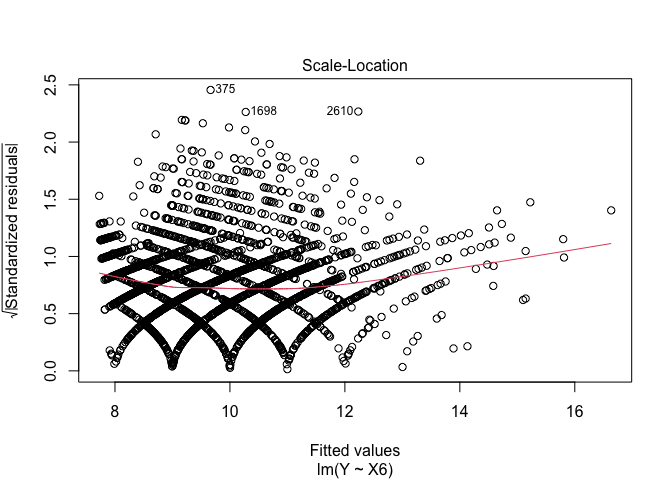 Scale-Location
√|Standardized residuals|
2.5
2.0
1.5
1.0
0.5
0.0
375
1698
2610
8 10 12 14 16
Fitted values
lm(Y ~ X6)